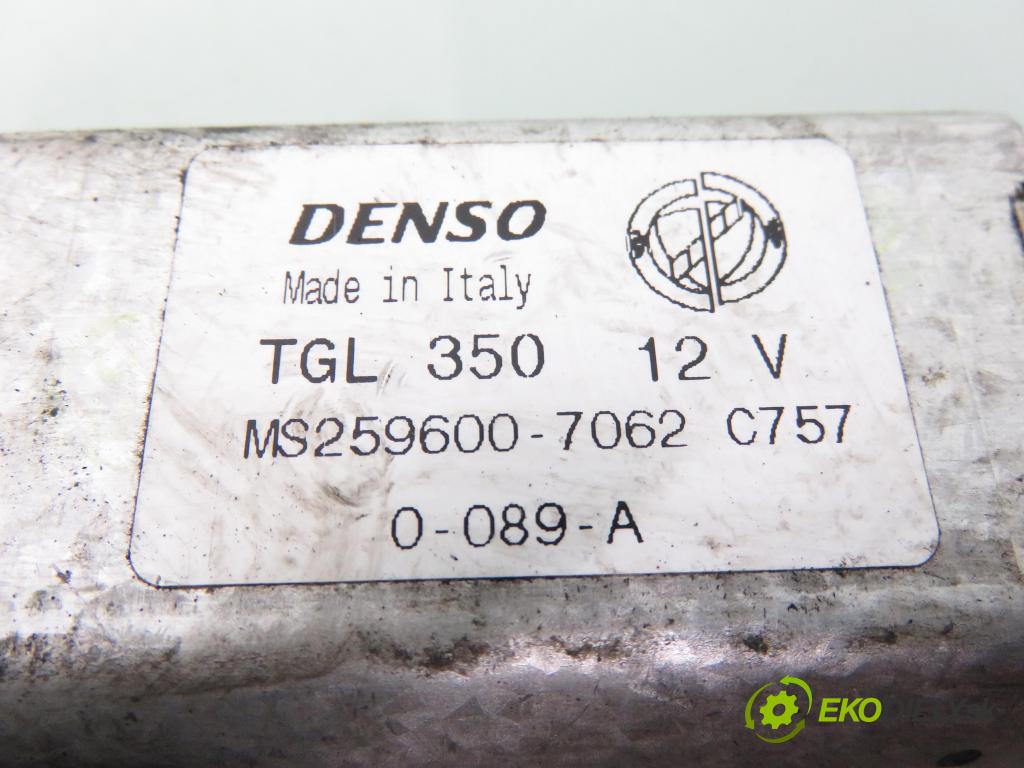 DENSO
Made in Italy
TGL 350 12 V
MS259600-7062 C757
0-089-A
EKO